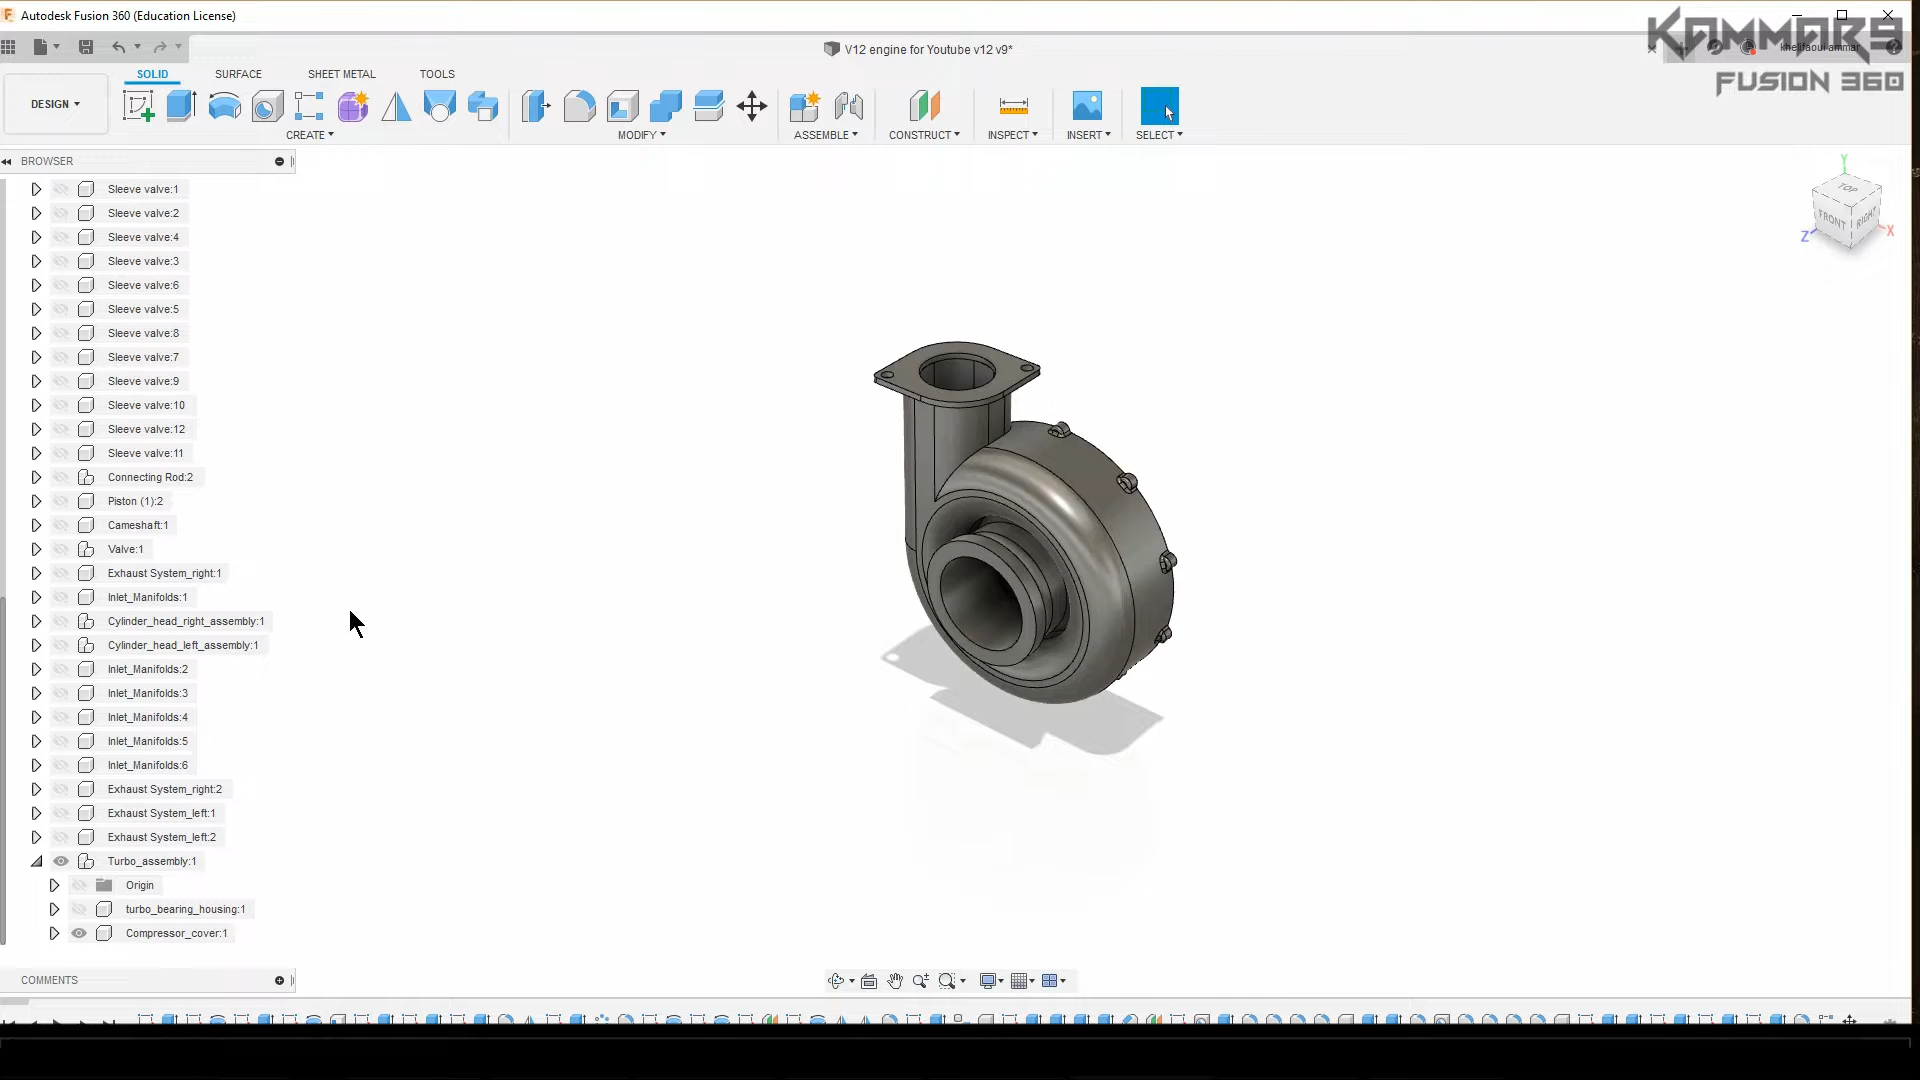 Autodesk Fusion 360 (Education License)
KAMMARS
FUSION 360
V12 engine for Youtube v12 v9*
khelifaoui ammar
SOLID
SURFACE
SHEET METAL
TOOLS
DESIGN
CREATE
MODIFY
ASSEMBLE
CONSTRUCT
INSPECT
INSERT
SELECT
BROWSER
Sleeve valve:1
Sleeve valve:2
Sleeve valve:4
Sleeve valve:3
Sleeve valve:6
Sleeve valve:5
Sleeve valve:8
Sleeve valve:7
Sleeve valve:9
Sleeve valve:10
Sleeve valve:12
Sleeve valve:11
Connecting Rod:2
Piston (1):2
Cameshaft:1
Valve:1
Exhaust System_right:1
Inlet_Manifolds:1
Cylinder_head_right_assembly:1
Cylinder_head_left_assembly:1
Inlet_Manifolds:2
Inlet_Manifolds:3
Inlet_Manifolds:4
Inlet_Manifolds:5
Inlet_Manifolds:6
Exhaust System_right:2
Exhaust System_left:1
Exhaust System_left:2
Turbo_assembly:1
Origin
turbo_bearing_housing:1
Compressor_cover:1
COMMENTS
Y
TOP
FRONT
RIGHT
Z
X